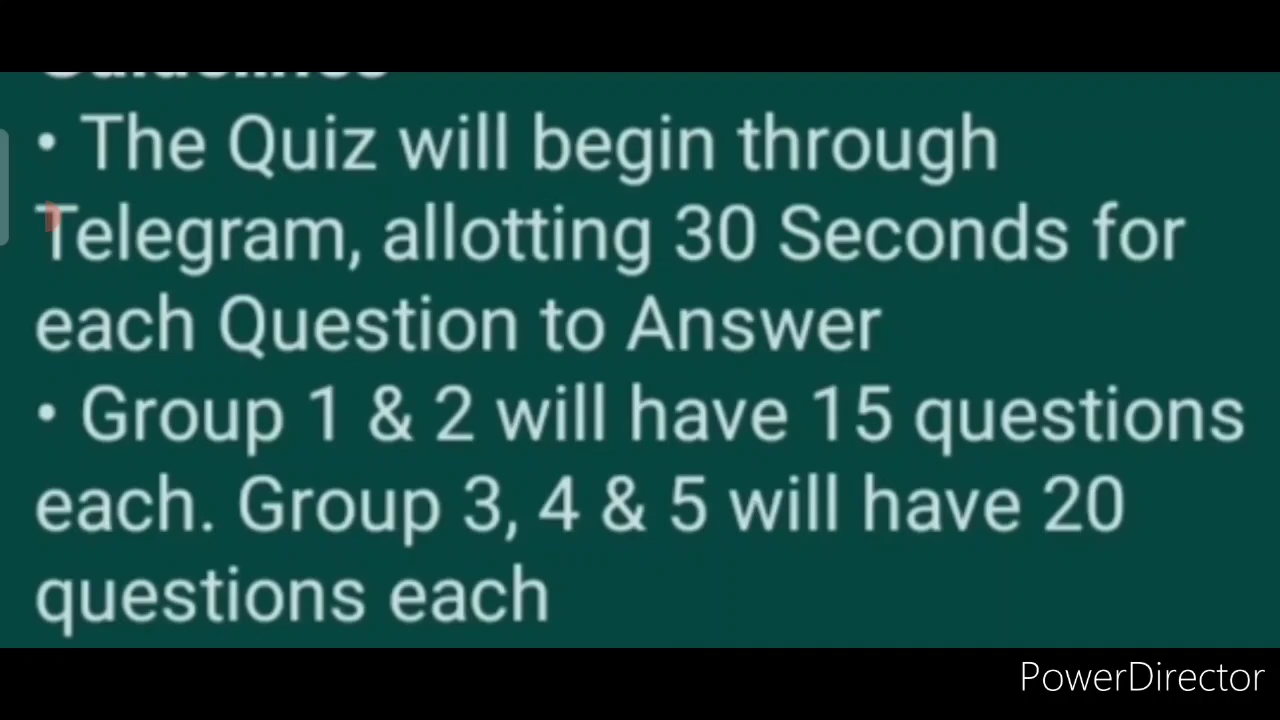 Guidelines
• The Quiz will begin through
Telegram, allotting 30 Seconds for
each Question to Answer
• Group 1 & 2 will have 15 questions
each. Group 3, 4 & 5 will have 20
questions each
PowerDirector